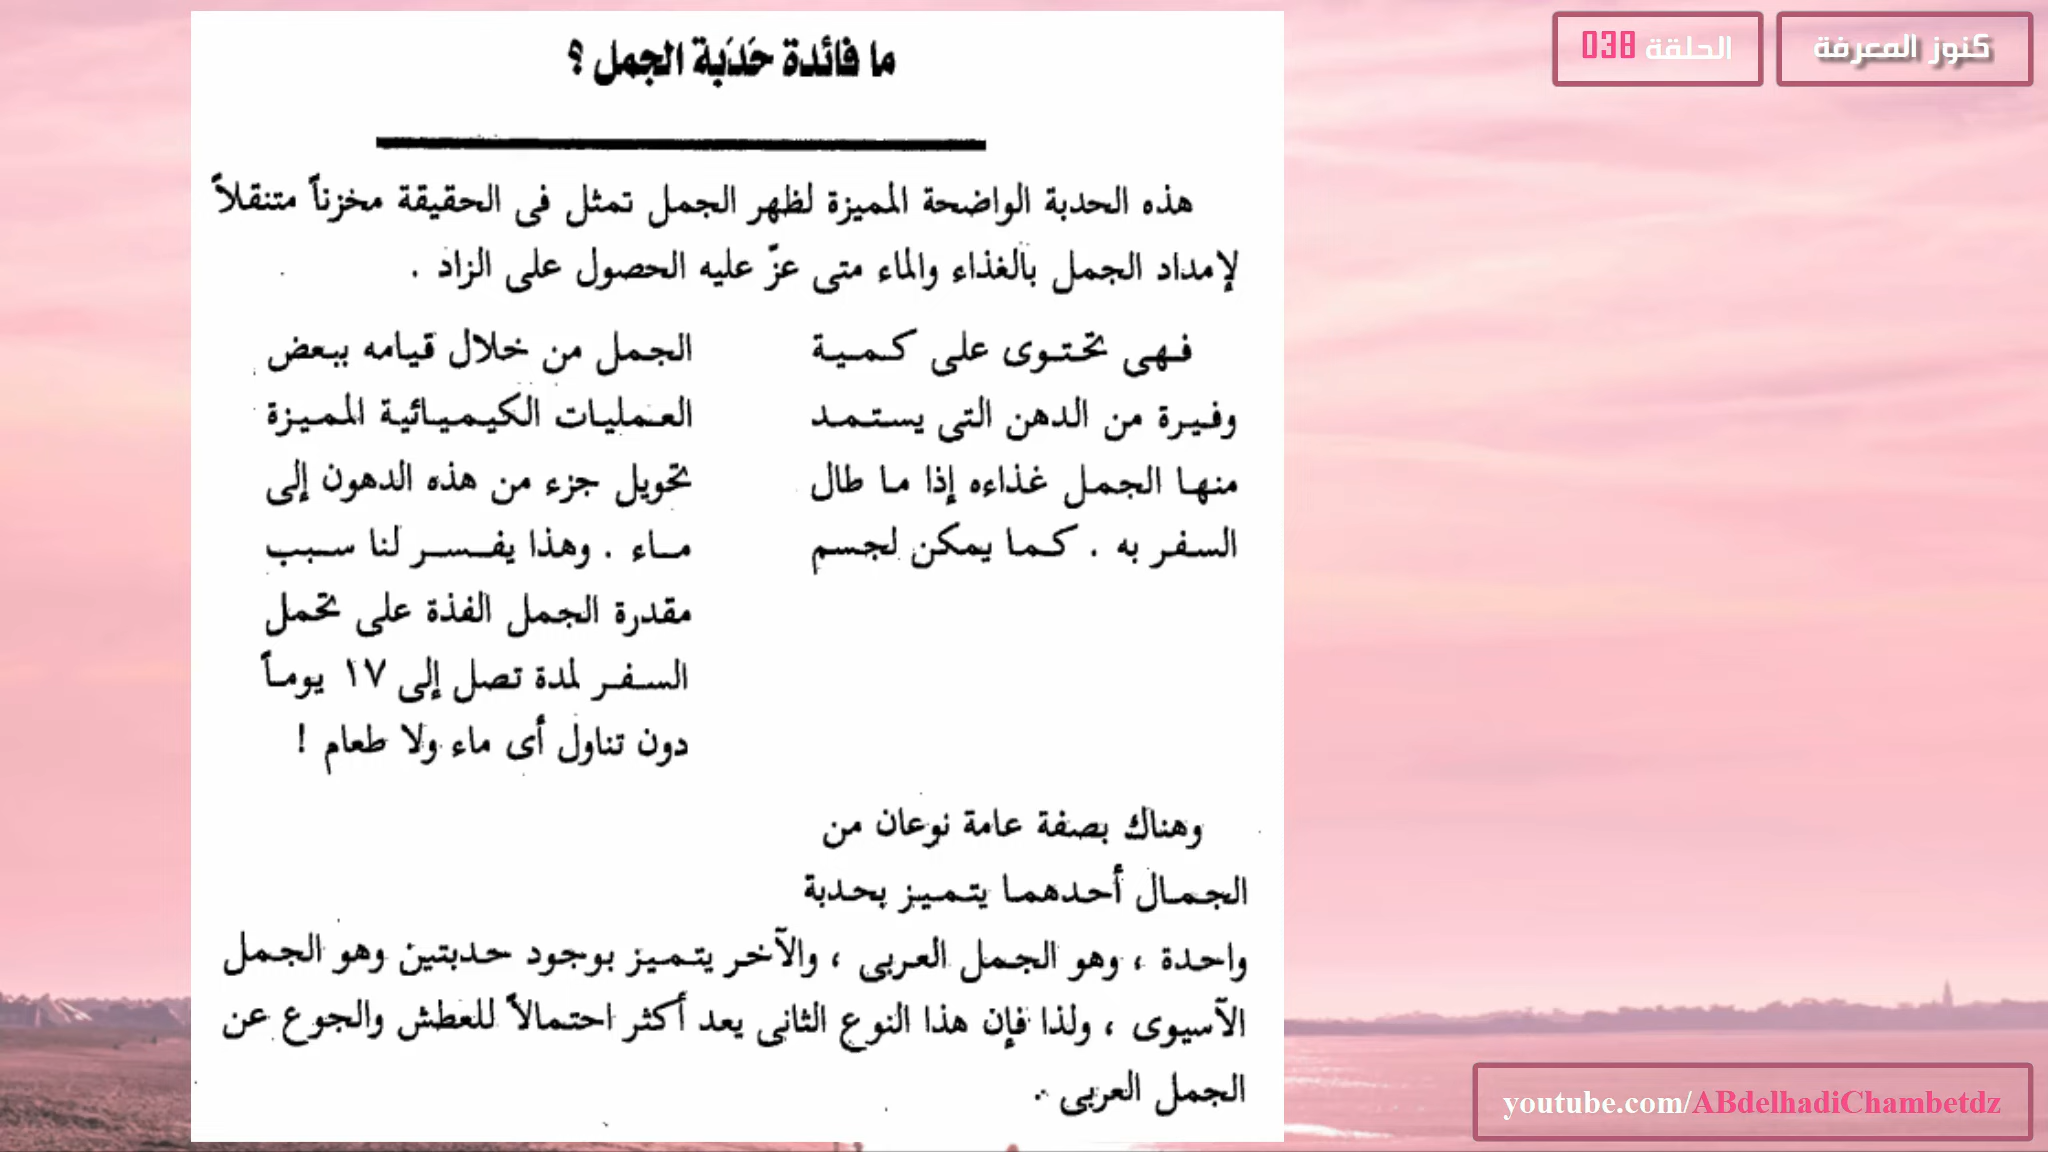 كنوز المعرفة
الحلقة 038
ما فائدة حَدَبة الجمل ؟
هذه الحدبة الواضحة المميزة لظهر الجمل تمثل فى الحقيقة مخزناً متنقلاً
لإمداد الجمل بالغذاء والماء متى عزّ عليه الحصول على الزاد .
فهى تحتوى على كمية
وفيرة من الدهن التى يستمد
منها الجمل غذاءه إذا ما طال
السفر به . كما يمكن لجسم
الجمل من خلال قيامه ببعض
العمليات الكيميائية المميزة
تحويل جزء من هذه الدهون إلى
ماء . وهذا يفسر لنا سبب
مقدرة الجمل الفذة على تحمل
السفر لمدة تصل إلى ١٧ يوماً
دون تناول أى ماء ولا طعام !
وهناك بصفة عامة نوعان من
الجمال أحدهما يتميز بحدبة
واحدة ، وهو الجمل العربى ، والآخر يتميز بوجود حدبتين وهو الجمل
الآسيوى ، ولذا فإن هذا النوع الثانى يعد أكثر احتمالاً للعطش والجوع عن
الجمل العربى .
youtube.com/ABdelhadiChambetdz